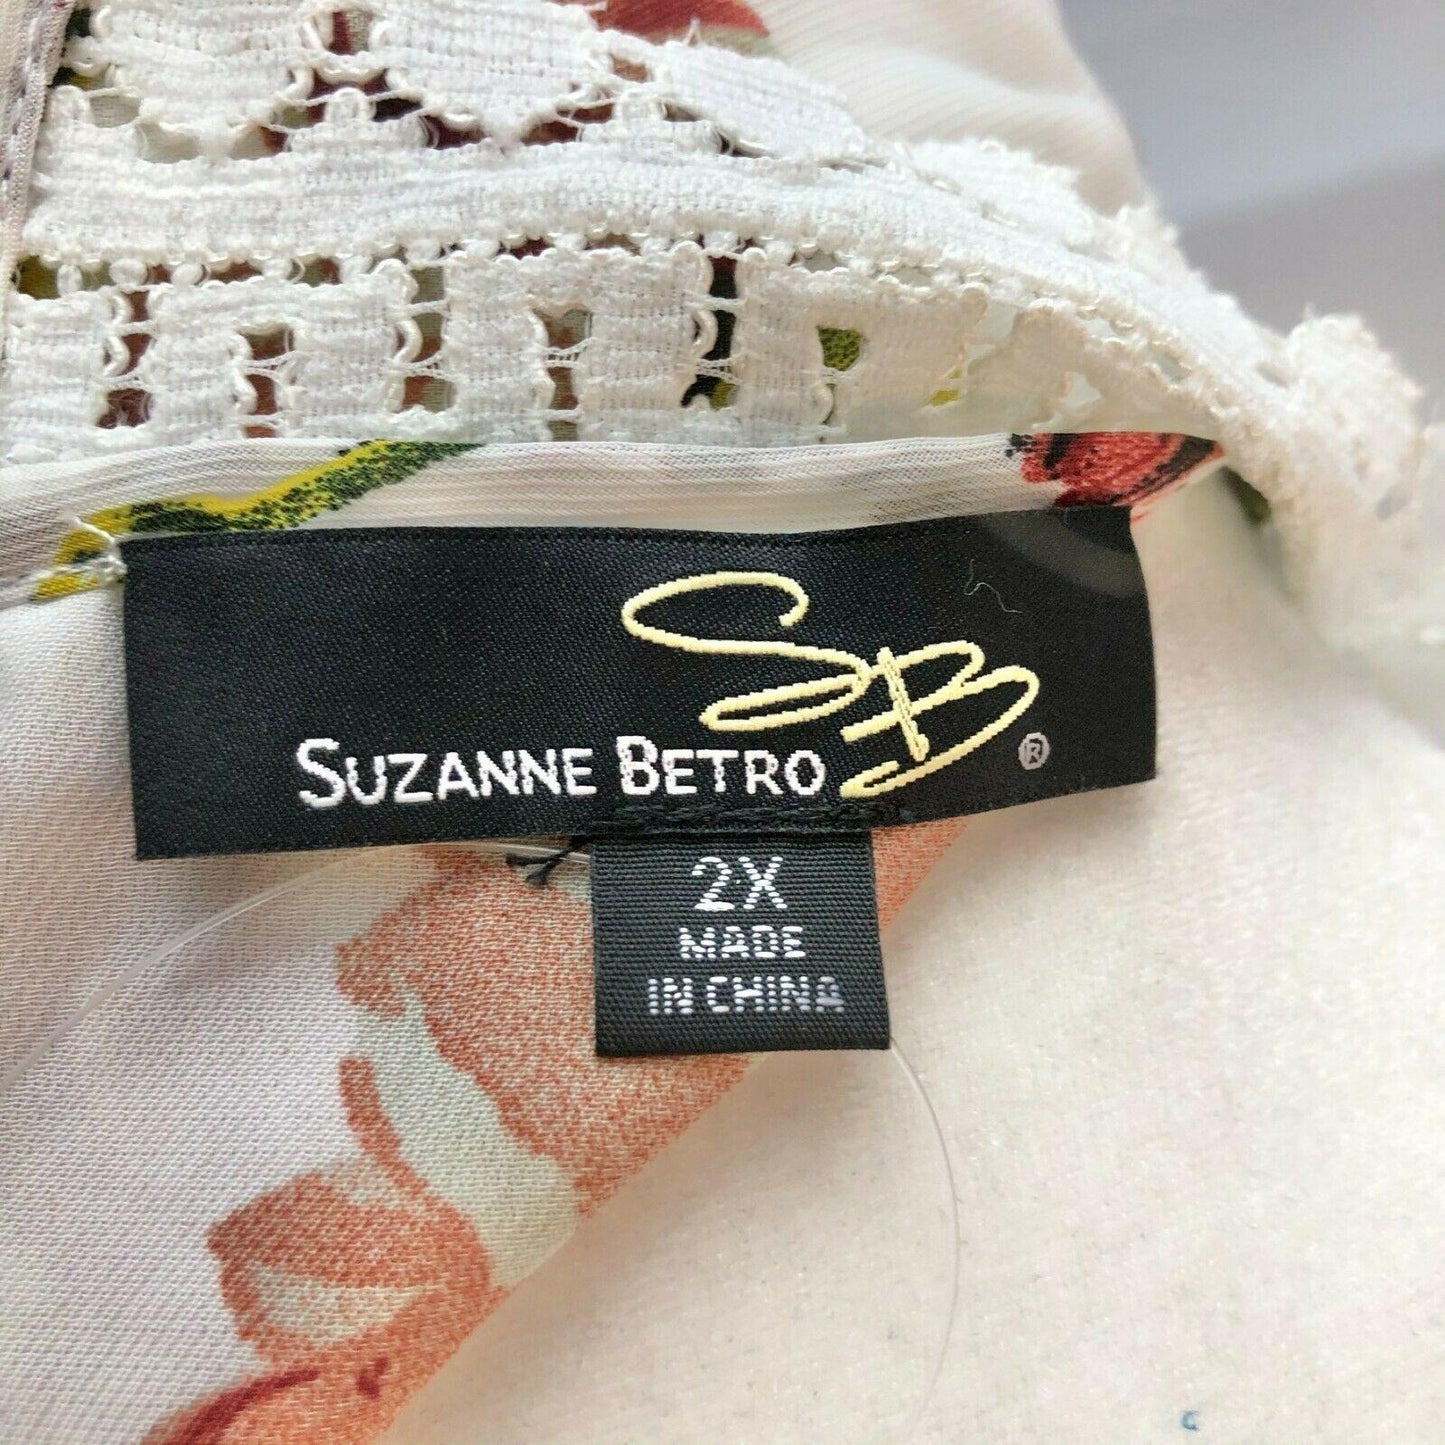 SB
SUZANNE BETRO ®
2X
MADE
IN CHINA